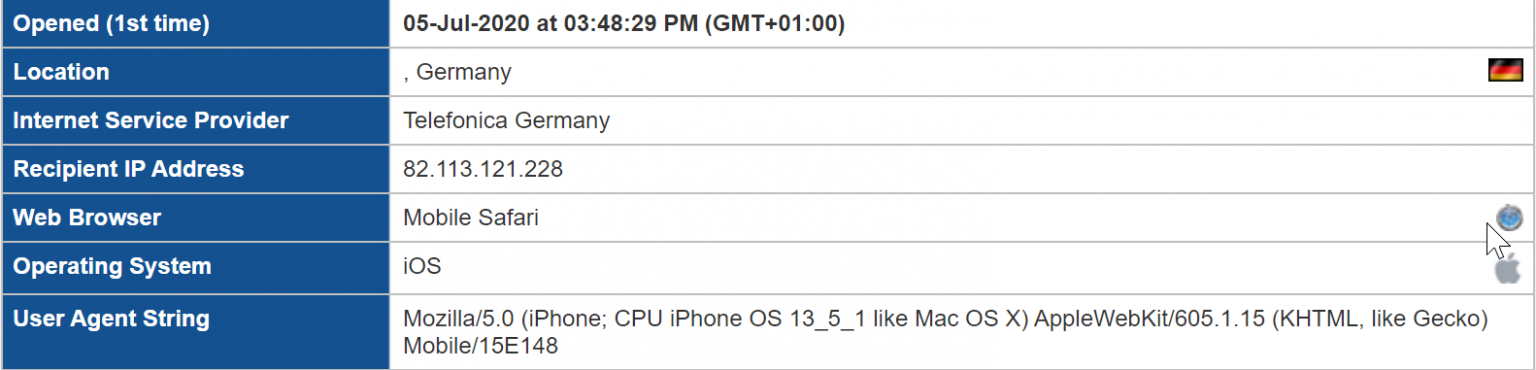 Opened (1st time) 05-Jul-2020 at 03:48:29 PM (GMT+01:00)
Location , Germany
Internet Service Provider Telefonica Germany
Recipient IP Address 82.113.121.228
Web Browser Mobile Safari
Operating System iOS
User Agent String Mozilla/5.0 (iPhone; CPU iPhone OS 13_5_1 like Mac OS X) AppleWebKit/605.1.15 (KHTML, like Gecko)
Mobile/15E148